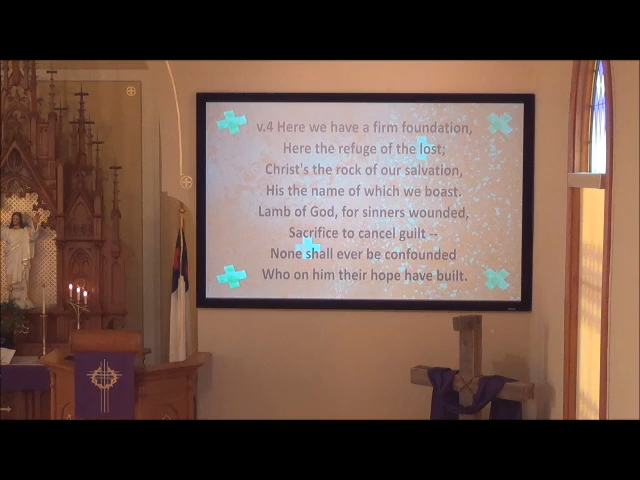 v.4 Here we have a firm foundation,
Here the refuge of the lost;
Christ's the rock of our salvation,
His the name of which we boast.
Lamb of God, for sinners wounded,
Sacrifice to cancel guilt --
None shall ever be confounded
Who on him their hope have built.